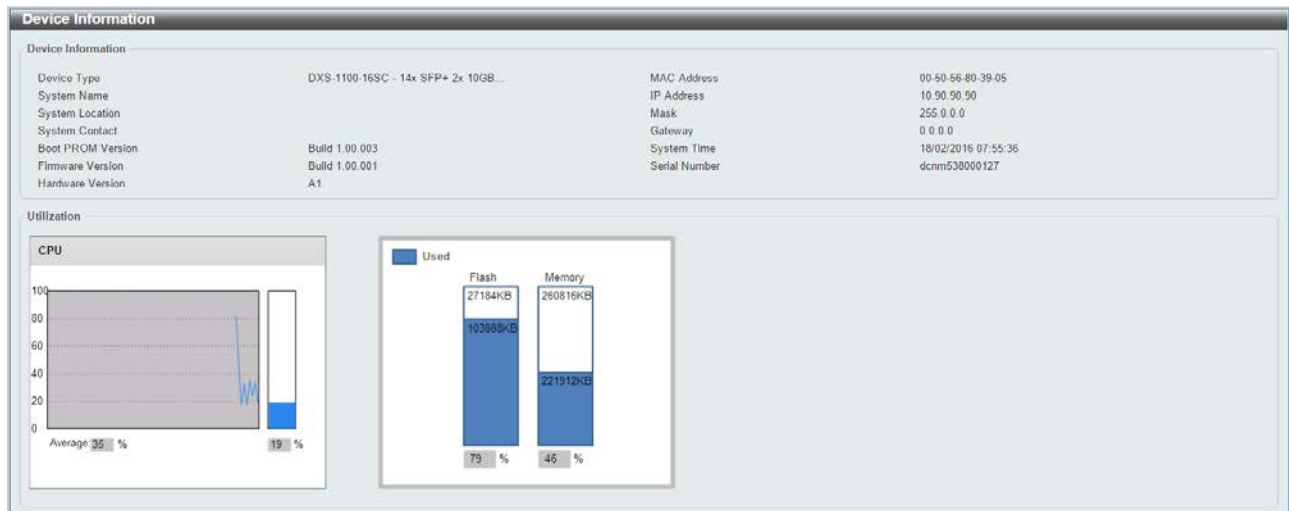 Device Information
Device Information
Device Type DXS-1100-16SC - 14x SFP+ 2x 10GB... MAC Address 00-50-56-80-39-05
System Name IP Address 10.90.90.90
System Location Mask 255.0.0.0
System Contact Gateway 0.0.0.0
Boot PROM Version Build 1.00.003 System Time 18/02/2016 07:55:36
Firmware Version Build 1.00.001 Serial Number dcnm538000127
Hardware Version A1
Utilization
CPU
100
80
60
40
20
0
Average: 35 % 19 %
Used
Flash Memory
27184KB 260816KB
103888KB
221912KB
79 % 46 %